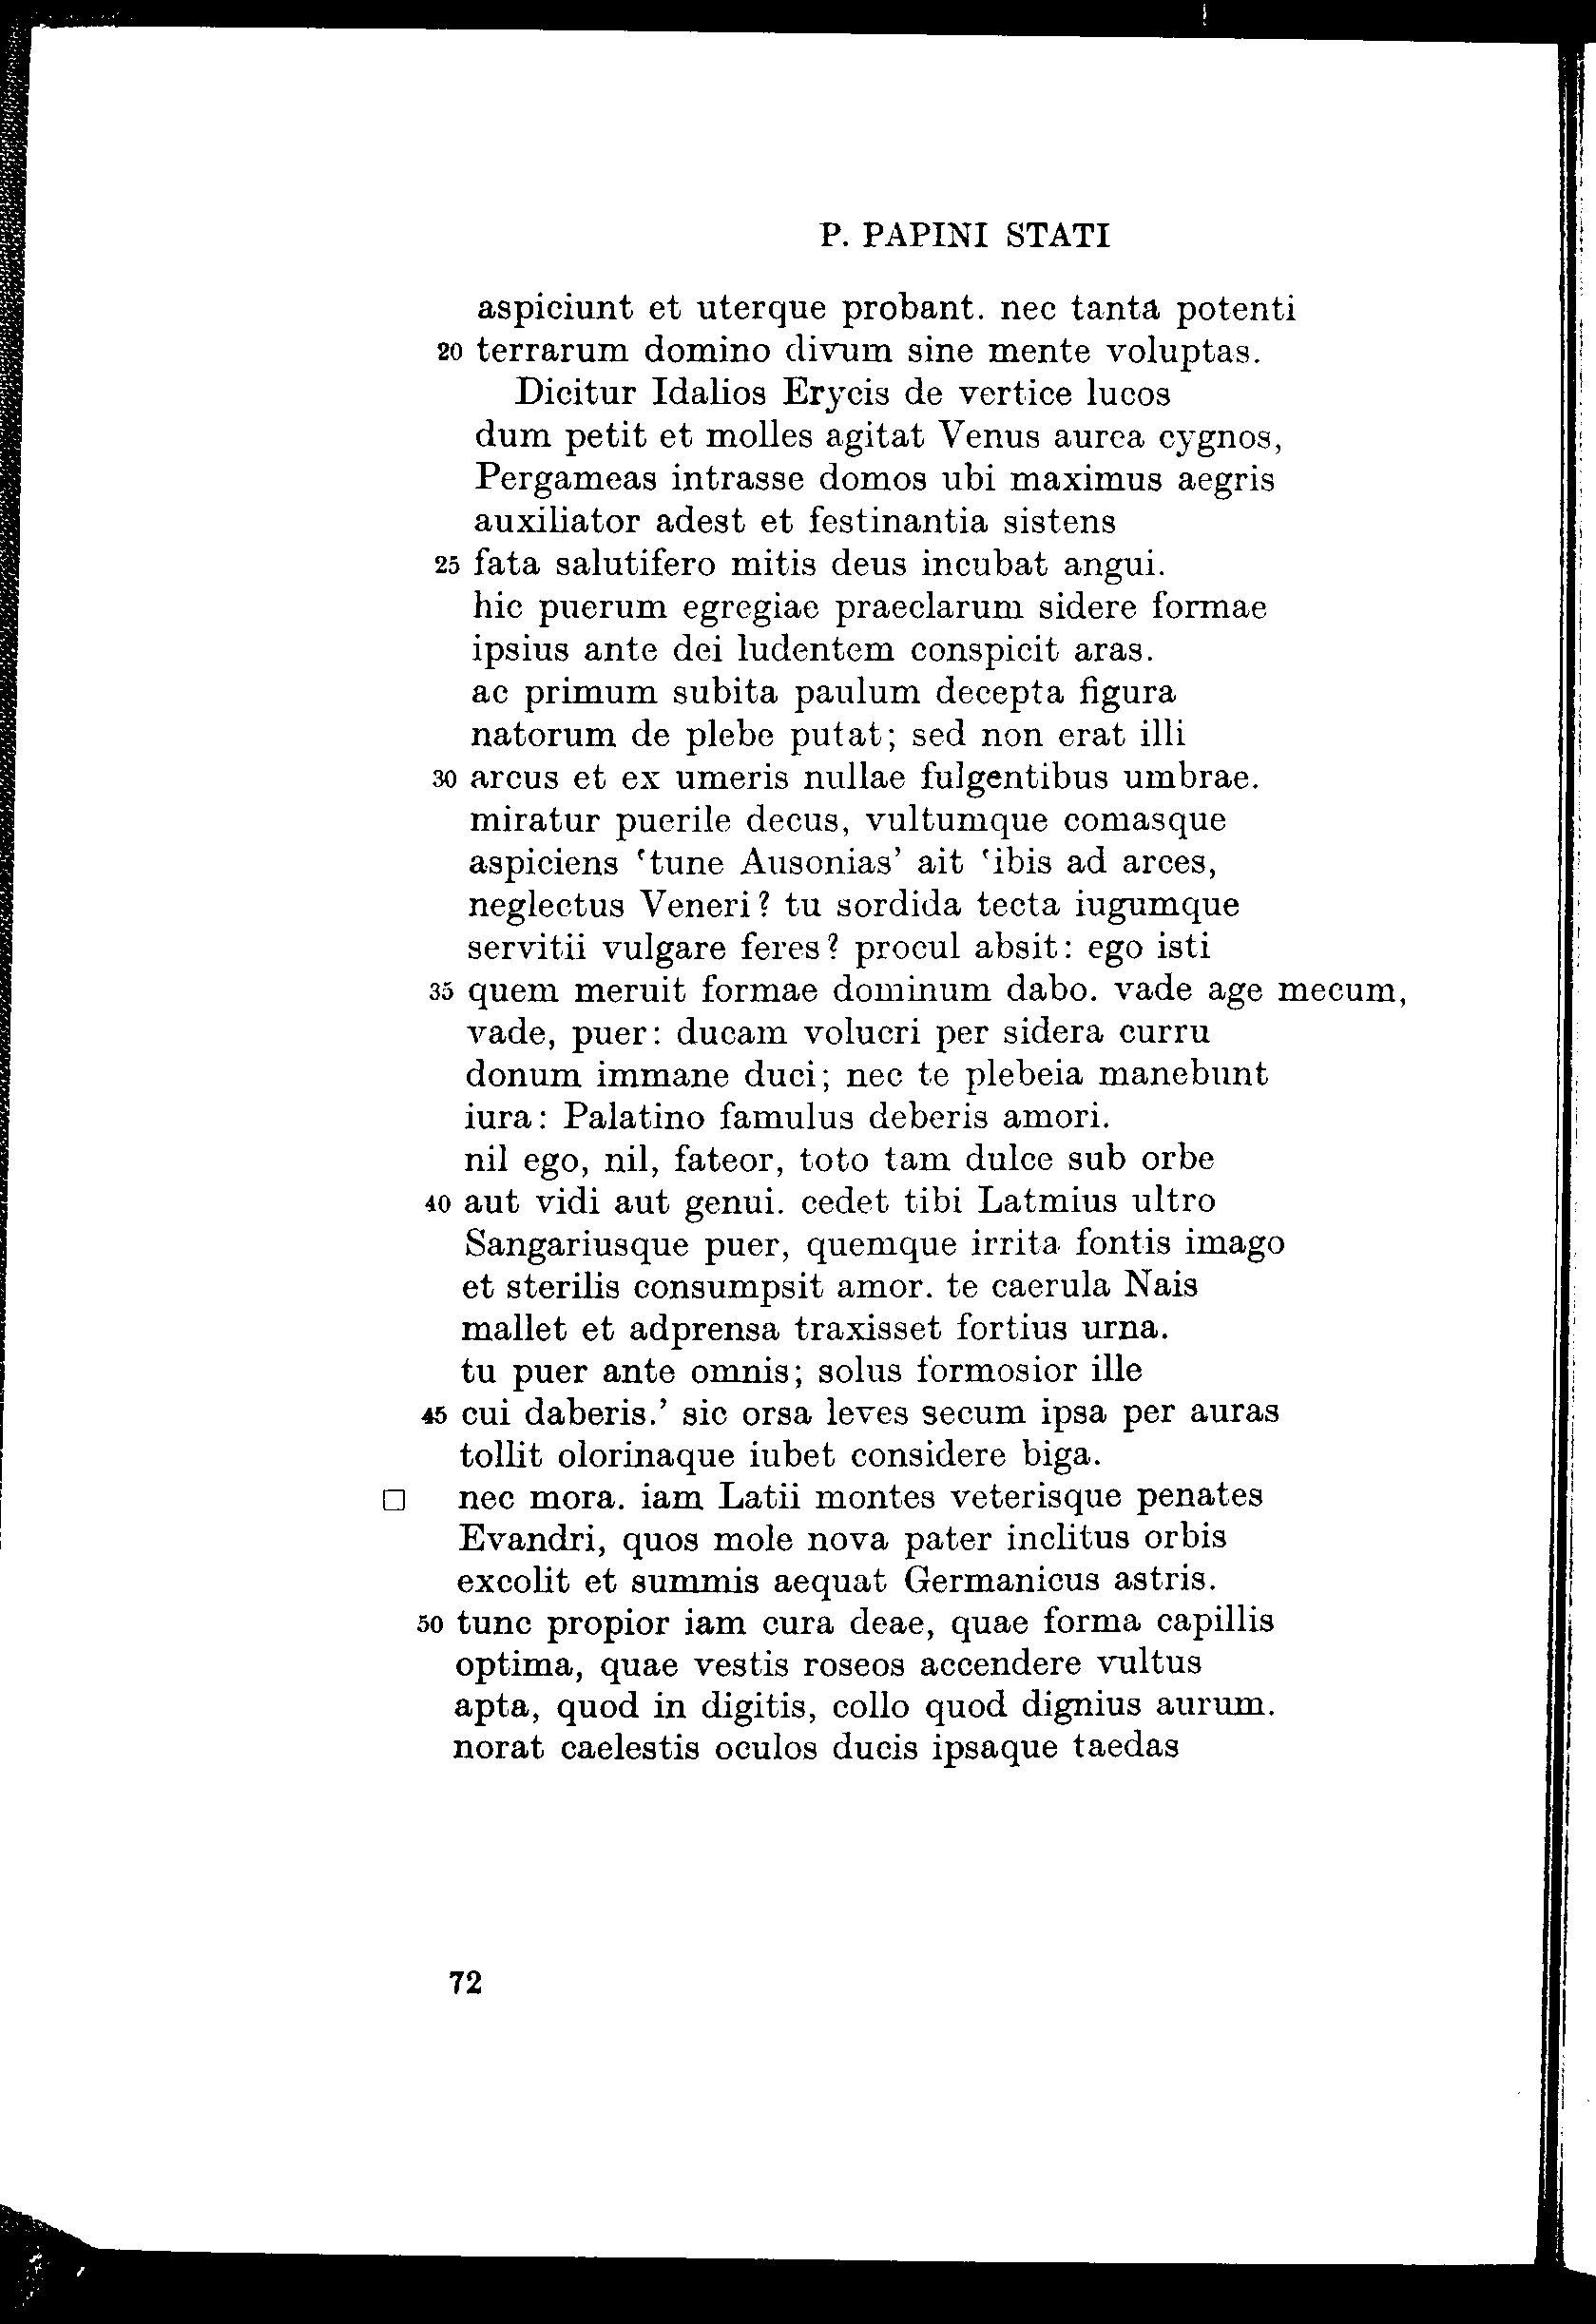 P. PAPINI STATI
aspiciunt et uterque probant. nec tanta potenti
20 terrarum domino divum sine mente voluptas.
Dicitur Idalios Erycis de vertice lucos
dum petit et molles agitat Venus aurea cygnos,
Pergameas intrasse domos ubi maximus aegris
auxiliator adest et festinantia sistens
25 fata salutifero mitis deus incubat angui.
hic puerum egregiae praeclarum sidere formae
ipsius ante dei ludentem conspicit aras.
ac primum subita paulum decepta figura
natorum de plebe putat; sed non erat illi
30 arcus et ex umeris nullae fulgentibus umbrae.
miratur puerile decus, vultumque comasque
aspiciens ‘tune Ausonias’ ait ‘ibis ad arces,
neglectus Veneri? tu sordida tecta iugumque
servitii vulgare feres? procul absit: ego isti
35 quem meruit formae dominum dabo. vade age mecum,
vade, puer: ducam volucri per sidera curru
donum immane duci; nec te plebeia manebunt
iura: Palatino famulus deberis amori.
nil ego, nil, fateor, toto tam dulce sub orbe
40 aut vidi aut genui. cedet tibi Latmius ultro
Sangariusque puer, quemque irrita fontis imago
et sterilis consumpsit amor. te caerula Nais
mallet et adprensa traxisset fortius urna.
tu puer ante omnis; solus formosior ille
45 cui daberis.’ sic orsa leves secum ipsa per auras
tollit olorinaque iubet considere biga.
□ nec mora. iam Latii montes veterisque penates
Evandri, quos mole nova pater inclitus orbis
excolit et summis aequat Germanicus astris.
50 tunc propior iam cura deae, quae forma capillis
optima, quae vestis roseos accendere vultus
apta, quod in digitis, collo quod dignius aurum.
norat caelestis oculos ducis ipsaque taedas
72